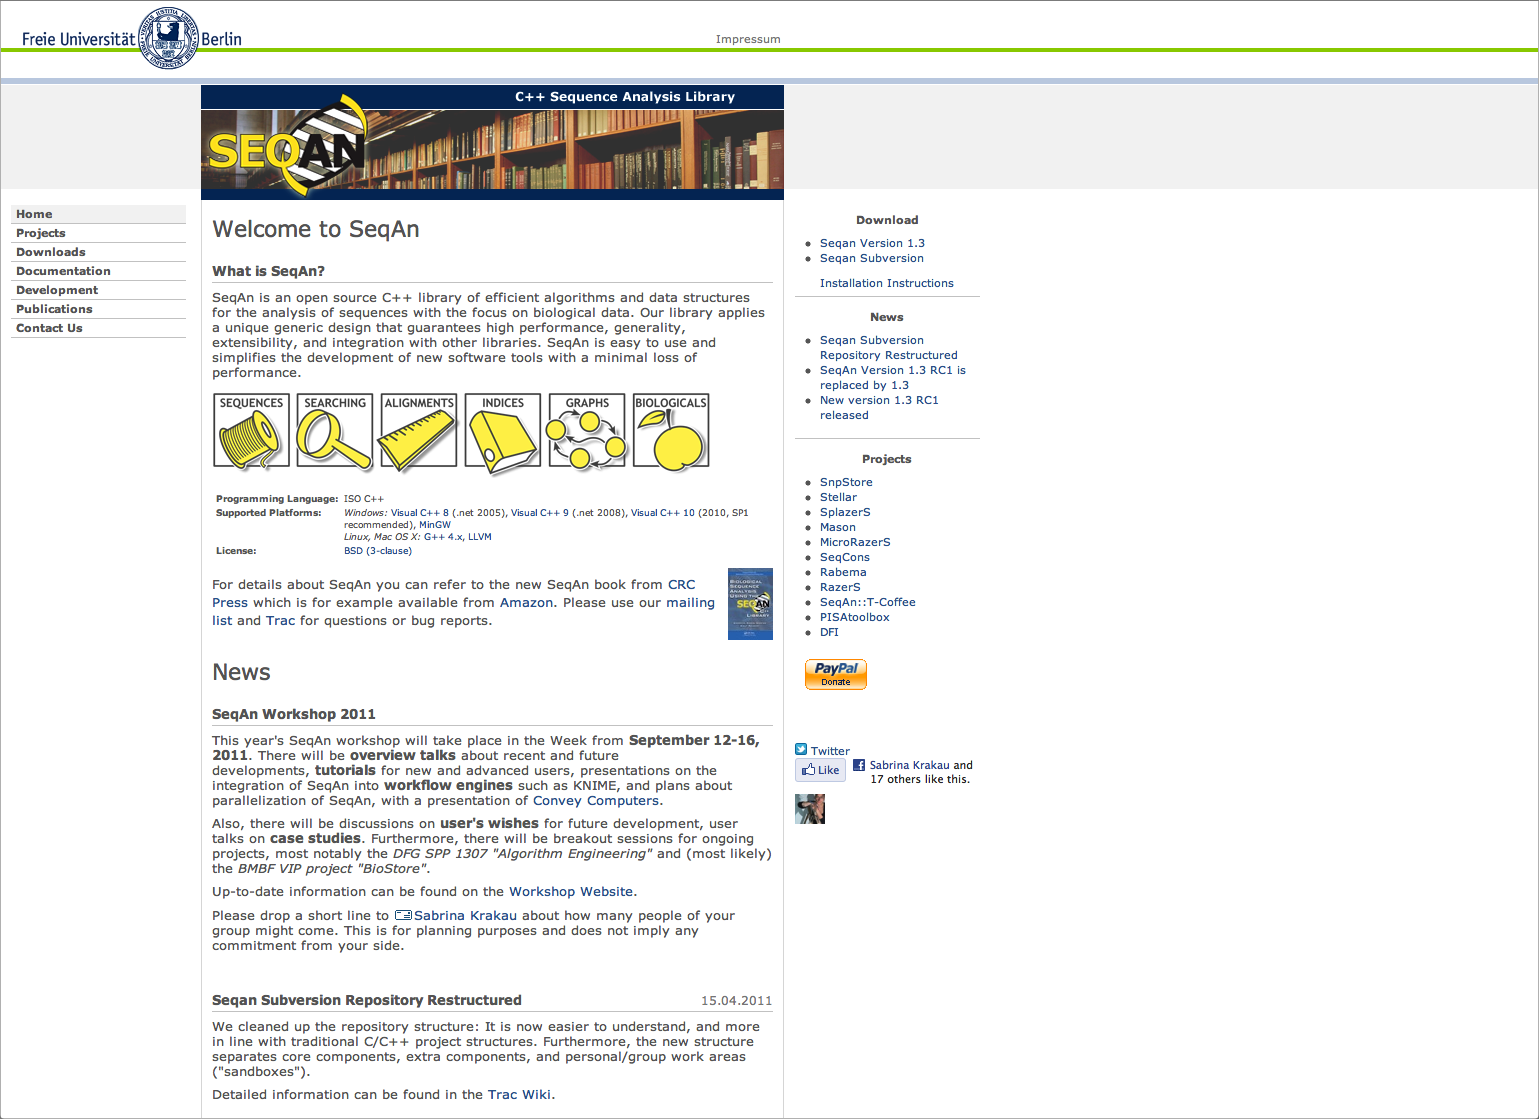 Freie Universität Berlin
Impressum
C++ Sequence Analysis Library
SEQAN
Home
Projects
Downloads
Documentation
Development
Publications
Contact Us
Welcome to SeqAn
What is SeqAn?
SeqAn is an open source C++ library of efficient algorithms and data structures
for the analysis of sequences with the focus on biological data. Our library applies
a unique generic design that guarantees high performance, generality,
extensibility, and integration with other libraries. SeqAn is easy to use and
simplifies the development of new software tools with a minimal loss of
performance.
SEQUENCES SEARCHING ALIGNMENTS INDICES GRAPHS BIOLOGICALS
Programming Language: ISO C++
Supported Platforms: Windows: Visual C++ 8 (.net 2005), Visual C++ 9 (.net 2008), Visual C++ 10 (2010, SP1
recommended), MinGW
Linux, Mac OS X: G++ 4.x, LLVM
License: BSD (3-clause)
For details about SeqAn you can refer to the new SeqAn book from CRC
Press which is for example available from Amazon. Please use our mailing
list and Trac for questions or bug reports.
BIOLOGICAL
SEQUENCE
ANALYSIS
USING THE
SEQAN
C++
LIBRARY
News
SeqAn Workshop 2011
This year's SeqAn workshop will take place in the Week from September 12-16,
2011. There will be overview talks about recent and future
developments, tutorials for new and advanced users, presentations on the
integration of SeqAn into workflow engines such as KNIME, and plans about
parallelization of SeqAn, with a presentation of Convey Computers.
Also, there will be discussions on user's wishes for future development, user
talks on case studies. Furthermore, there will be breakout sessions for ongoing
projects, most notably the DFG SPP 1307 "Algorithm Engineering" and (most likely)
the BMBF VIP project "BioStore".
Up-to-date information can be found on the Workshop Website.
Please drop a short line to Sabrina Krakau about how many people of your
group might come. This is for planning purposes and does not imply any
commitment from your side.
Seqan Subversion Repository Restructured 15.04.2011
We cleaned up the repository structure: It is now easier to understand, and more
in line with traditional C/C++ project structures. Furthermore, the new structure
separates core components, extra components, and personal/group work areas
("sandboxes").
Detailed information can be found in the Trac Wiki.
Download
Seqan Version 1.3
Seqan Subversion
Installation Instructions
News
Seqan Subversion
Repository Restructured
SeqAn Version 1.3 RC1 is
replaced by 1.3
New version 1.3 RC1
released
Projects
SnpStore
Stellar
SplazerS
Mason
MicroRazerS
SeqCons
Rabema
RazerS
SeqAn::T-Coffee
PISAtoolbox
DFI
PayPal
Donate
Twitter
Like
Sabrina Krakau and
17 others like this.